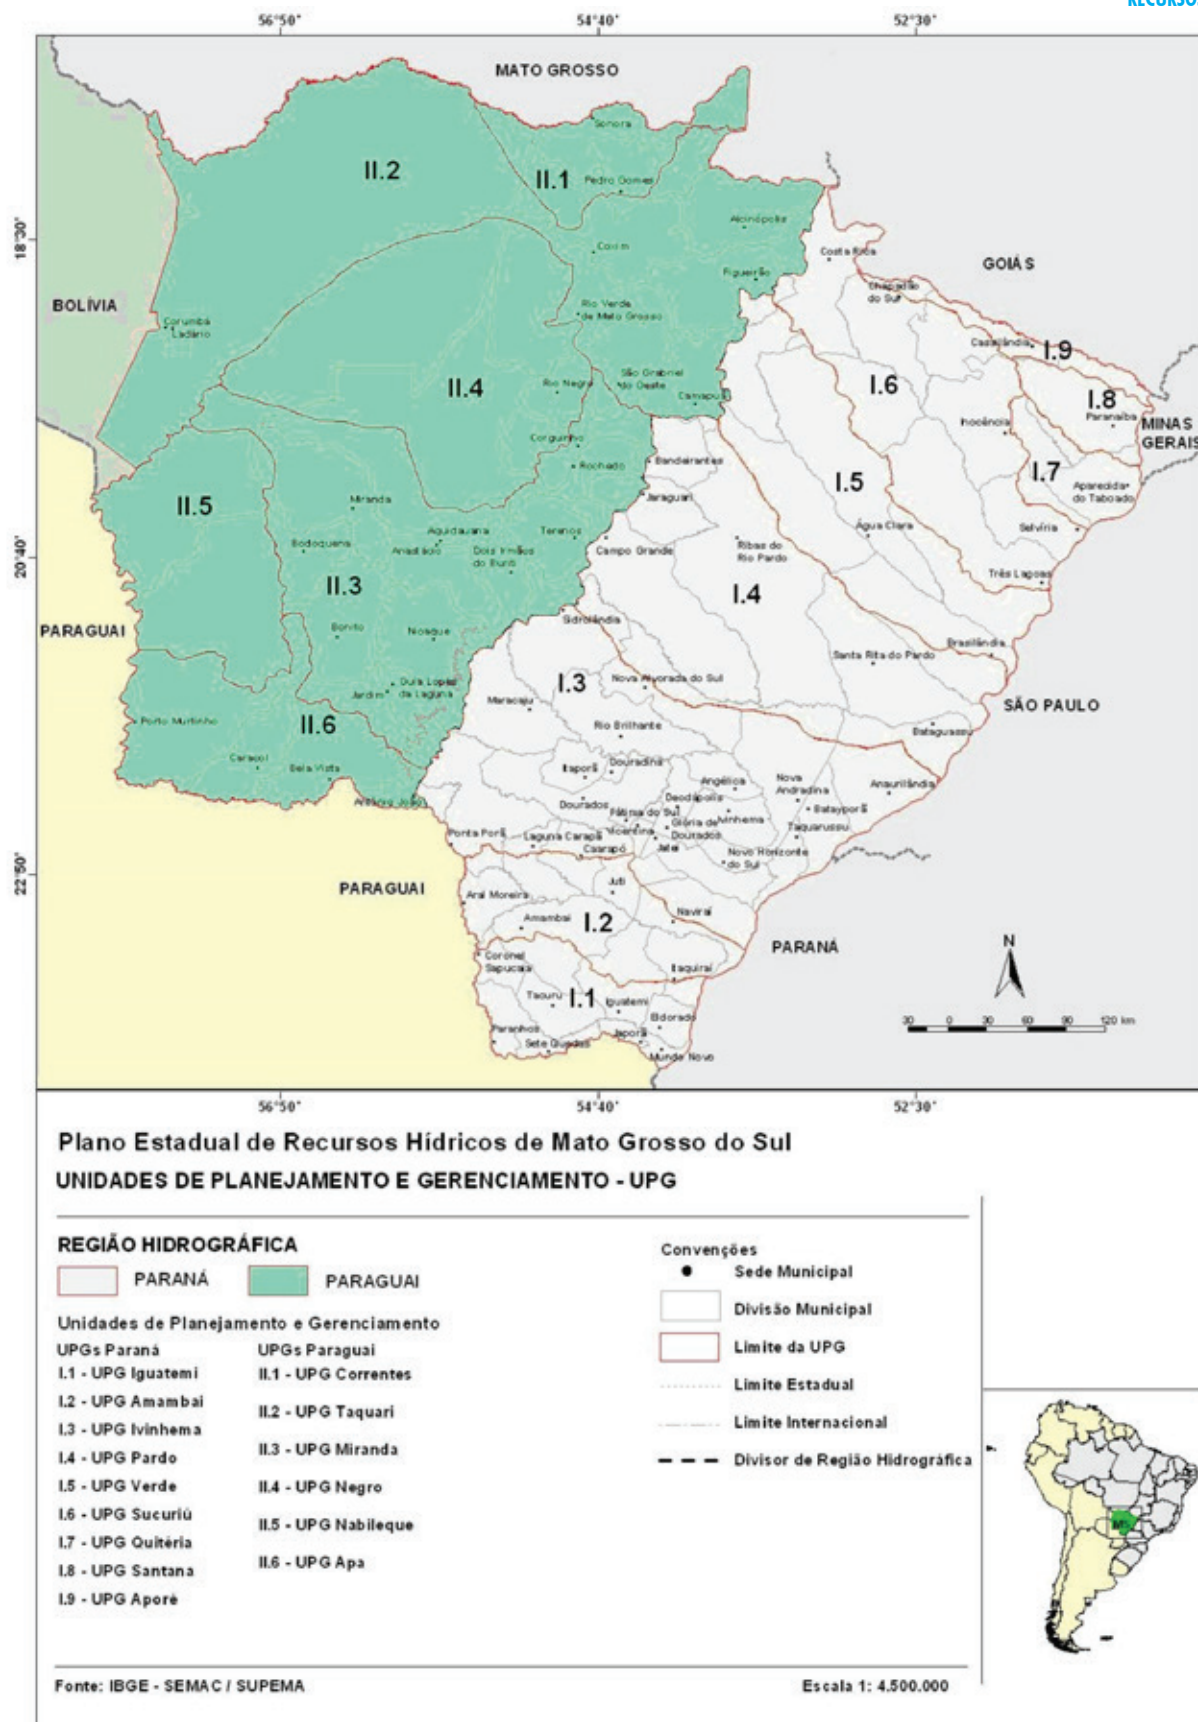 RECURSOS
56°50' 54°40' 52°30'
MATO GROSSO
Sonora
II.2
II.1
Pedro Gomes
Alcinópolis
18°30'
Coxim
Costa Rica
GOIÁS
Figueirão
Chapadão
do Sul
BOLÍVIA
Rio Verde
de Mato Grosso
Corumbá
Ladário
Cassilândia
I.9
São Grabriel
do Oeste
II.4
Rio Negro
I.6
I.8
Camapuã
Paranaíba
MINAS
GERAIS
Inocência
Corguinho
Rochedo
Bandeirantes
I.7
I.5
Aparecida
do Taboado
Jaraguari
II.5
Miranda
Água Clara
Selvíria
Aquidauana
Anastácio
Terenos
Dois Irmãos
do Buriti
Bodoquena
Campo Grande
Ribas do
Rio Pardo
20°40'
II.3
Três Lagoas
I.4
Sidrolândia
PARAGUAI
Bonito
Nioaque
Brasilândia
Santa Rita do Pardo
I.3
Nova Alvorada do Sul
Guia Lopes
da Laguna
Jardim
Maracaju
SÃO PAULO
Porto Murtinho
II.6
Rio Brilhante
Bataguassu
Caracol
Bela Vista
Itaporã
Douradina
Angélica
Nova
Andradina
Anaurilândia
Antônio João
Dourados
Deodápolis
Fátima do Sul
Ivinhema
Batayporã
Glória de
Dourados
Vicentina
Taquarussu
Ponta Porã
Laguna Carapã
Jateí
Caarapó
Novo Horizonte
do Sul
22°50'
PARAGUAI
Juti
Aral Moreira
Naviraí
Amambai
I.2
PARANÁ
N
Coronel
Sapucaia
Itaquiraí
Tacuru
I.1
Iguatemi
Eldorado
30 0 30 60 90 120 km
Paranhos
Sete Quedas
Japorã
Mundo Novo
56°50' 54°40' 52°30'
Plano Estadual de Recursos Hídricos de Mato Grosso do Sul
UNIDADES DE PLANEJAMENTO E GERENCIAMENTO - UPG
REGIÃO HIDROGRÁFICA
PARANÁ PARAGUAI
Unidades de Planejamento e Gerenciamento
UPGs Paraná
I.1 - UPG Iguatemi
I.2 - UPG Amambai
I.3 - UPG Ivinhema
I.4 - UPG Pardo
I.5 - UPG Verde
I.6 - UPG Sucuriú
I.7 - UPG Quitéria
I.8 - UPG Santana
I.9 - UPG Aporé
UPGs Paraguai
II.1 - UPG Correntes
II.2 - UPG Taquari
II.3 - UPG Miranda
II.4 - UPG Negro
II.5 - UPG Nabileque
II.6 - UPG Apa
Convenções
Sede Municipal
Divisão Municipal
Limite da UPG
Limite Estadual
Limite Internacional
Divisor de Região Hidrográfica
MS
Fonte: IBGE - SEMAC / SUPEMA
Escala 1: 4.500.000